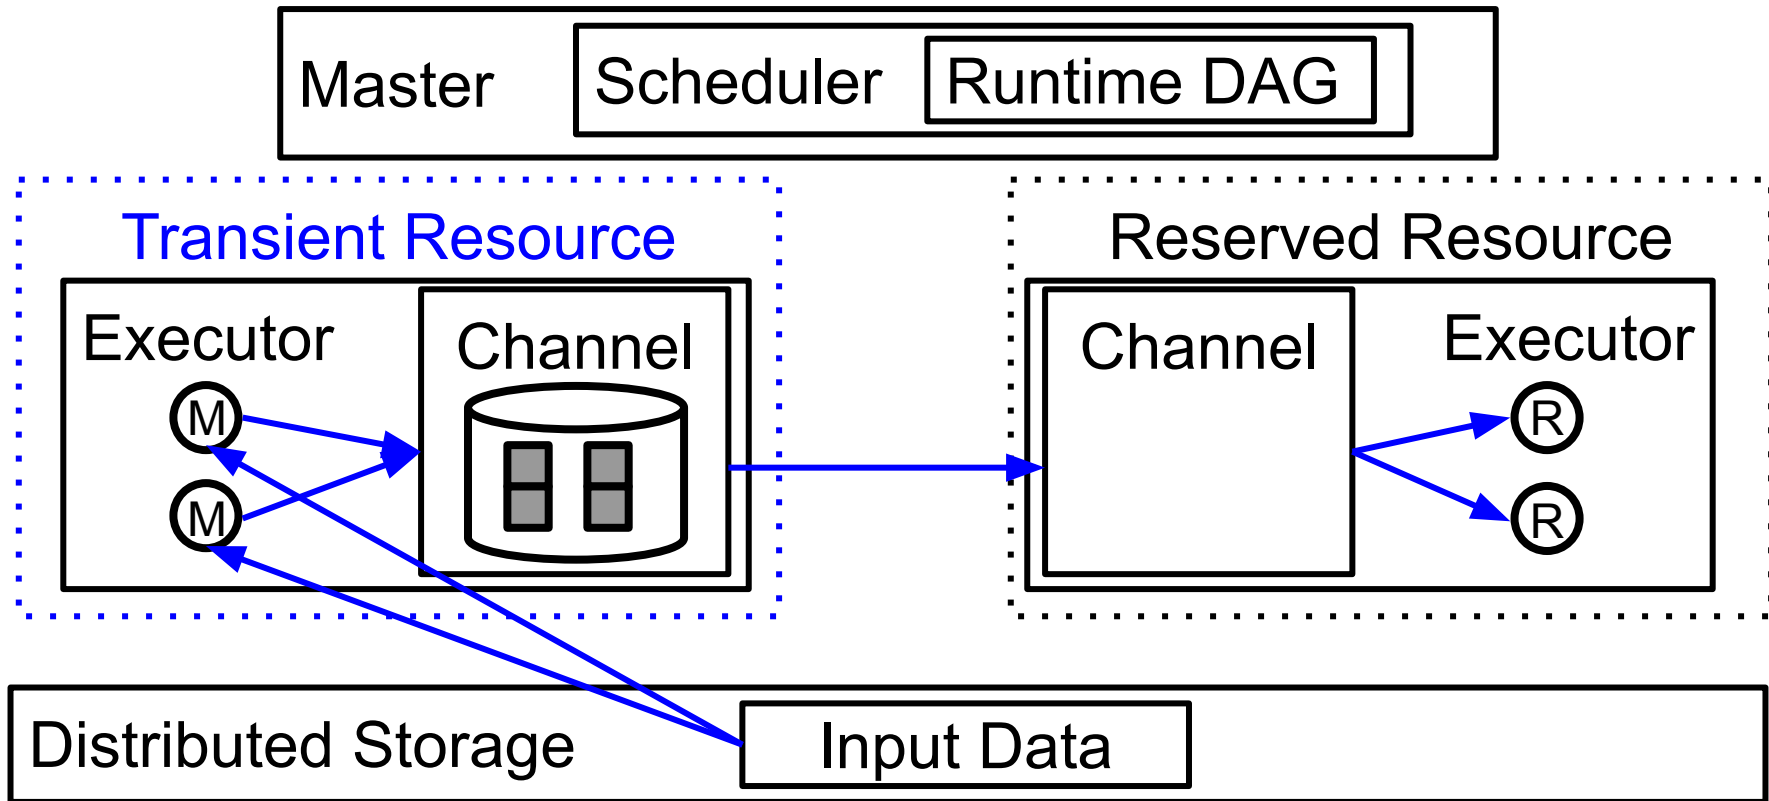 Master
Scheduler
Runtime DAG
Transient Resource
Executor
Channel
M
M
Reserved Resource
Channel
Executor
R
R
Distributed Storage
Input Data